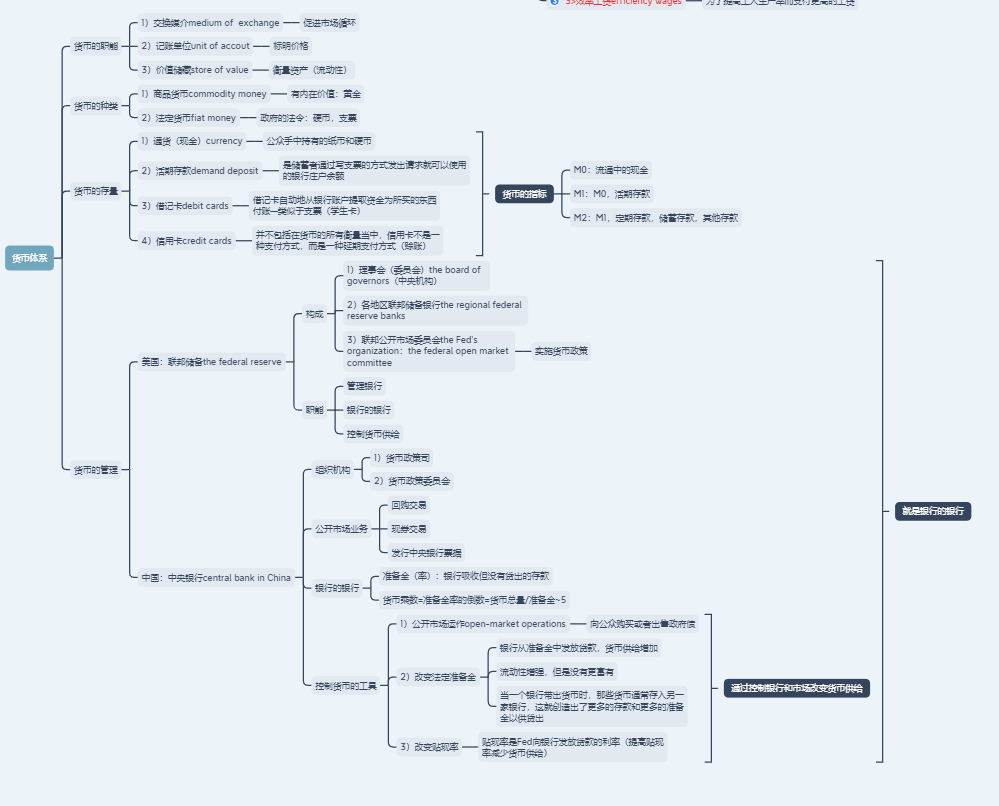 3>效率工资efficiency wages
为了提高工人生产率而支付更高的工资
货币体系
货币的职能
1）交换媒介medium of exchange
促进市场循环
2）记账单位unit of accout
标明价格
3）价值储藏store of value
衡量资产（流动性）
货币的种类
1）商品货币commodity money
有内在价值：黄金
2）法定货币fiat money
政府的法令：硬币，支票
货币的存量
1）通货（现金）currency
公众手中持有的纸币和硬币
2）活期存款demand deposit
是储蓄者通过写支票的方式发出请求就可以使用
的银行庄户余额
3）借记卡debit cards
借记卡自动地从银行账户提取资金为所买的东西
付账—类似于支票（学生卡）
4）信用卡credit cards
并不包括在货币的所有衡量当中，信用卡不是一
种支付方式，而是一种延期支付方式（赊账）
货币的指标
M0：流通中的现金
M1：M0，活期存款
M2：M1，定期存款，储蓄存款，其他存款
货币的管理
美国：联邦储备the federal reserve
构成
1）理事会（委员会）the board of
governors（中央机构）
2）各地区联邦储备银行the regional federal
reserve banks
3）联邦公开市场委员会the Fed's
organization：the federal open market
committee
实施货币政策
职能
管理银行
银行的银行
控制货币供给
中国：中央银行central bank in China
组织机构
1）货币政策司
2）货币政策委员会
公开市场业务
回购交易
现券交易
发行中央银行票据
银行的银行
准备金（率）：银行吸收但没有贷出的存款
货币乘数=准备金率的倒数=货币总量/准备金~5
控制货币的工具
1）公开市场运作open-market operations
向公众购买或者出售政府债
2）改变法定准备金
银行从准备金中发放贷款，货币供给增加
流动性增强，但是没有更富有
当一个银行带出货币时，那些货币通常存入另一
家银行，这就创造出了更多的存款和更多的准备
金以供贷出
3）改变贴现率
贴现率是Fed向银行发放贷款的利率（提高贴现
率减少货币供给）
通过控制银行和市场改变货币供给
就是银行的银行